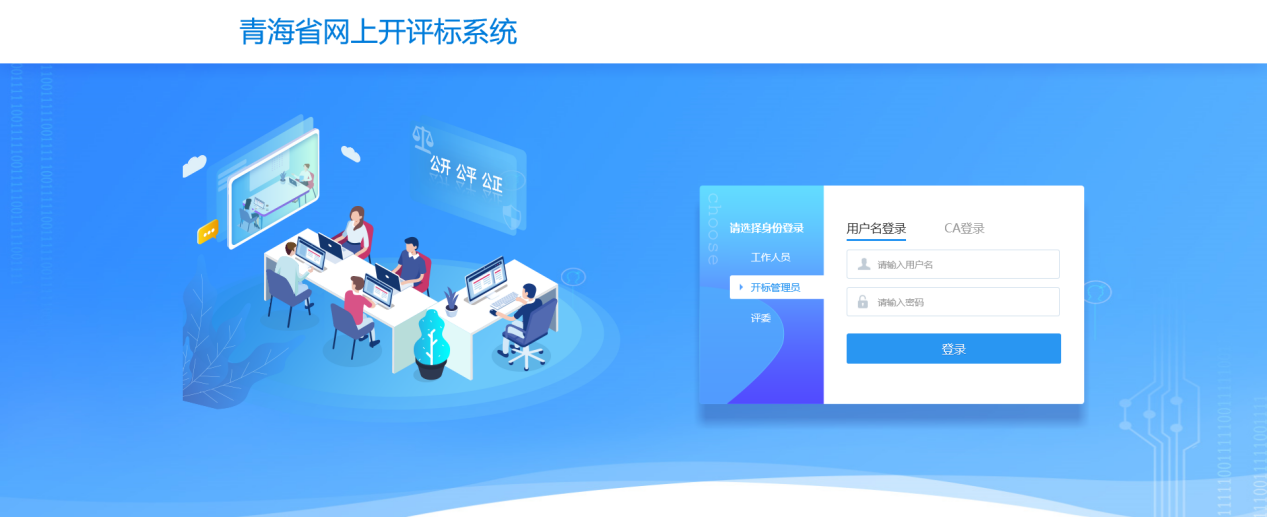 青海省网上开评标系统
公开 公平 公正
choose
请选择身份登录
工作人员
开标管理员
评委
用户名登录
CA登录
请输入用户名
请输入密码
登录